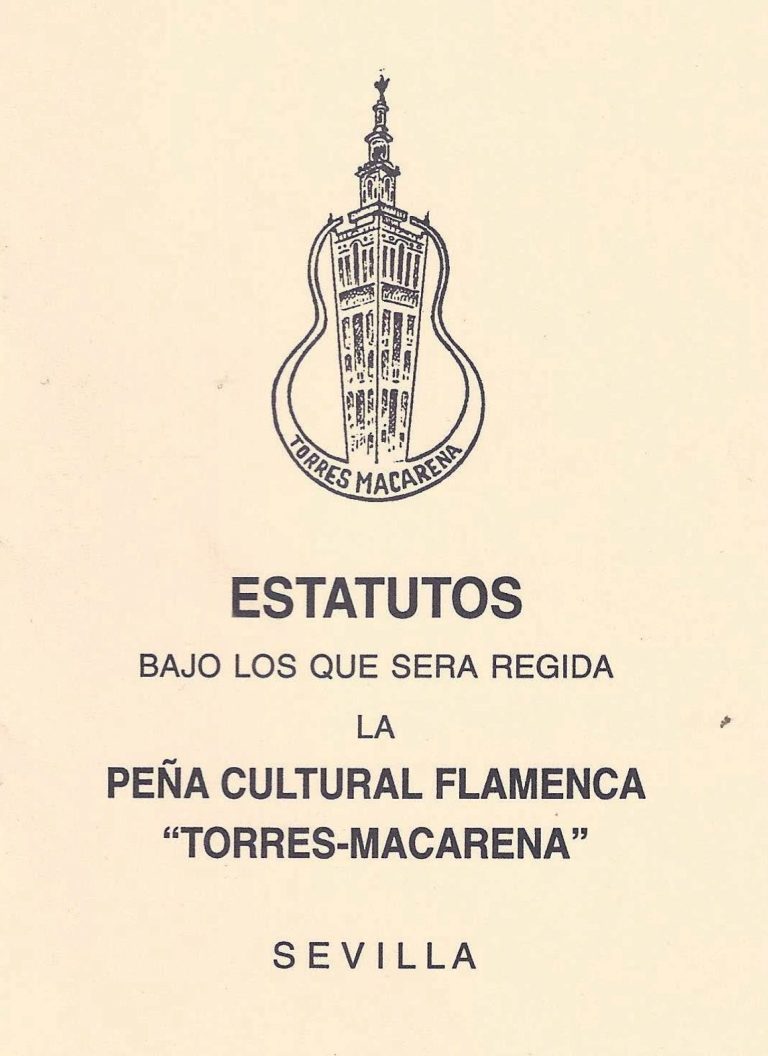 TORRES MACARENA
ESTATUTOS
BAJO LOS QUE SERA REGIDA
LA
PEÑA CULTURAL FLAMENCA
“TORRES-MACARENA”
SEVILLA